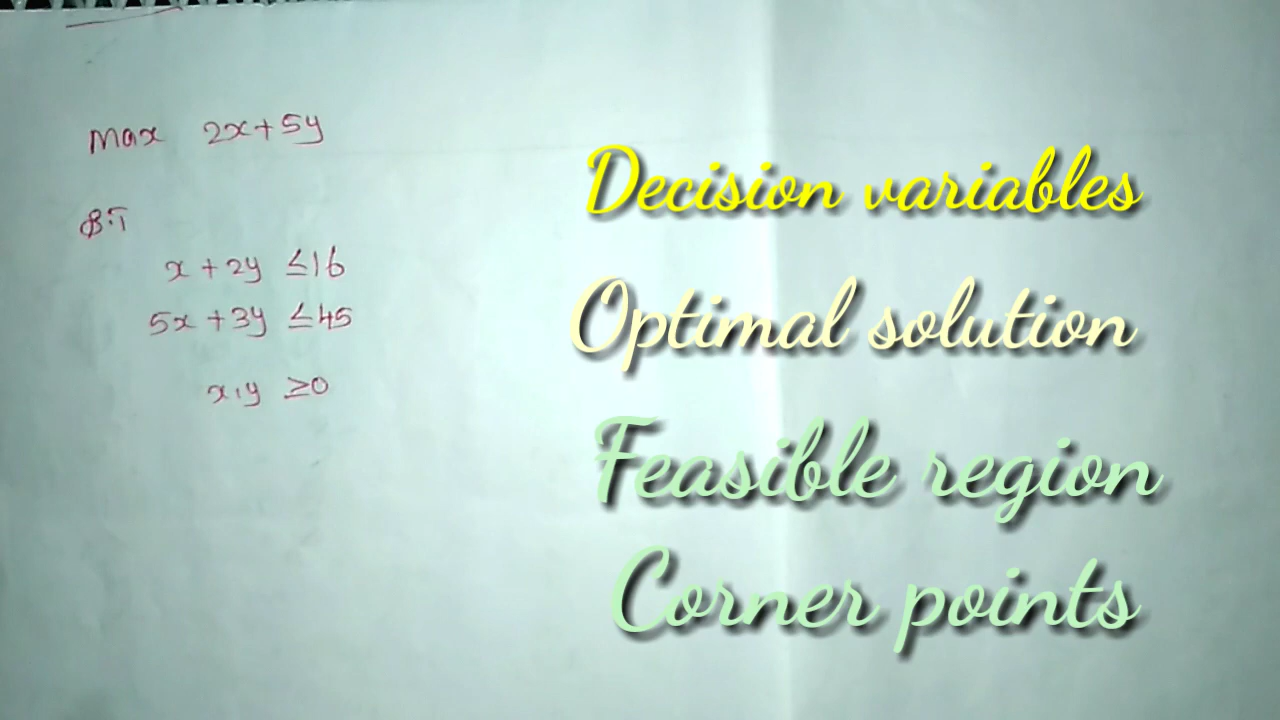 Max 2x+5y
S.T
x + 2y ≤16
5x +3y ≤45
x,y ≥0
Decision variables
Optimal solution
Feasible region
Corner points